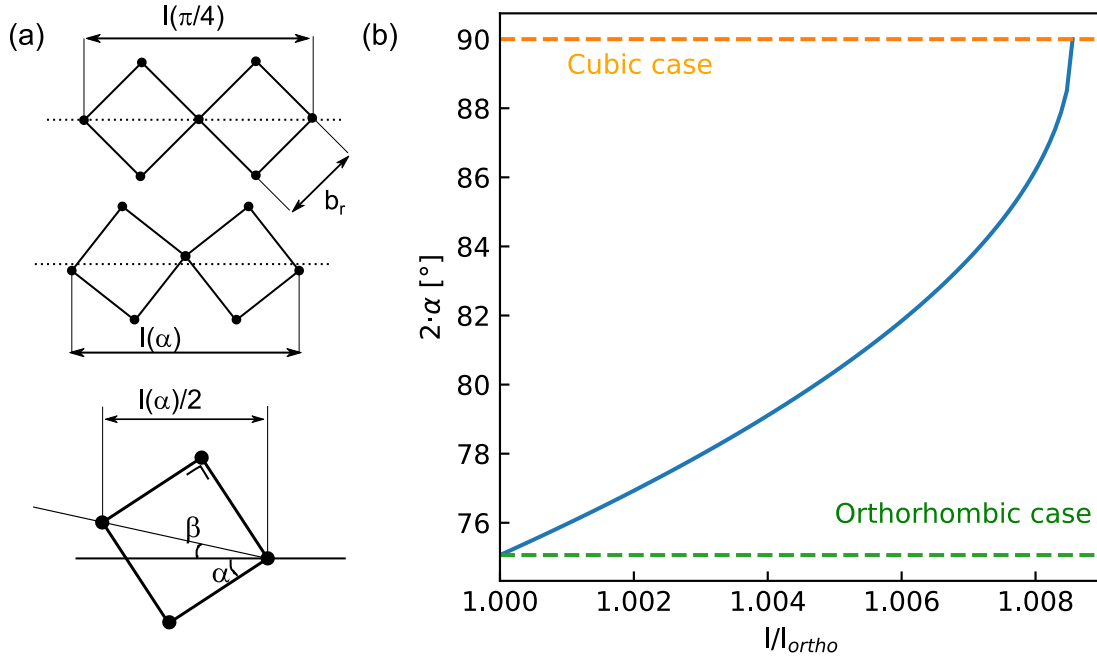 (a)
l(π/4)
b_r
l(α)
l(α)/2
β
α
(b)
2·α [°]
90
88
86
84
82
80
78
76
Cubic case
Orthorhombic case
1.000 1.002 1.004 1.006 1.008
l/l_ortho